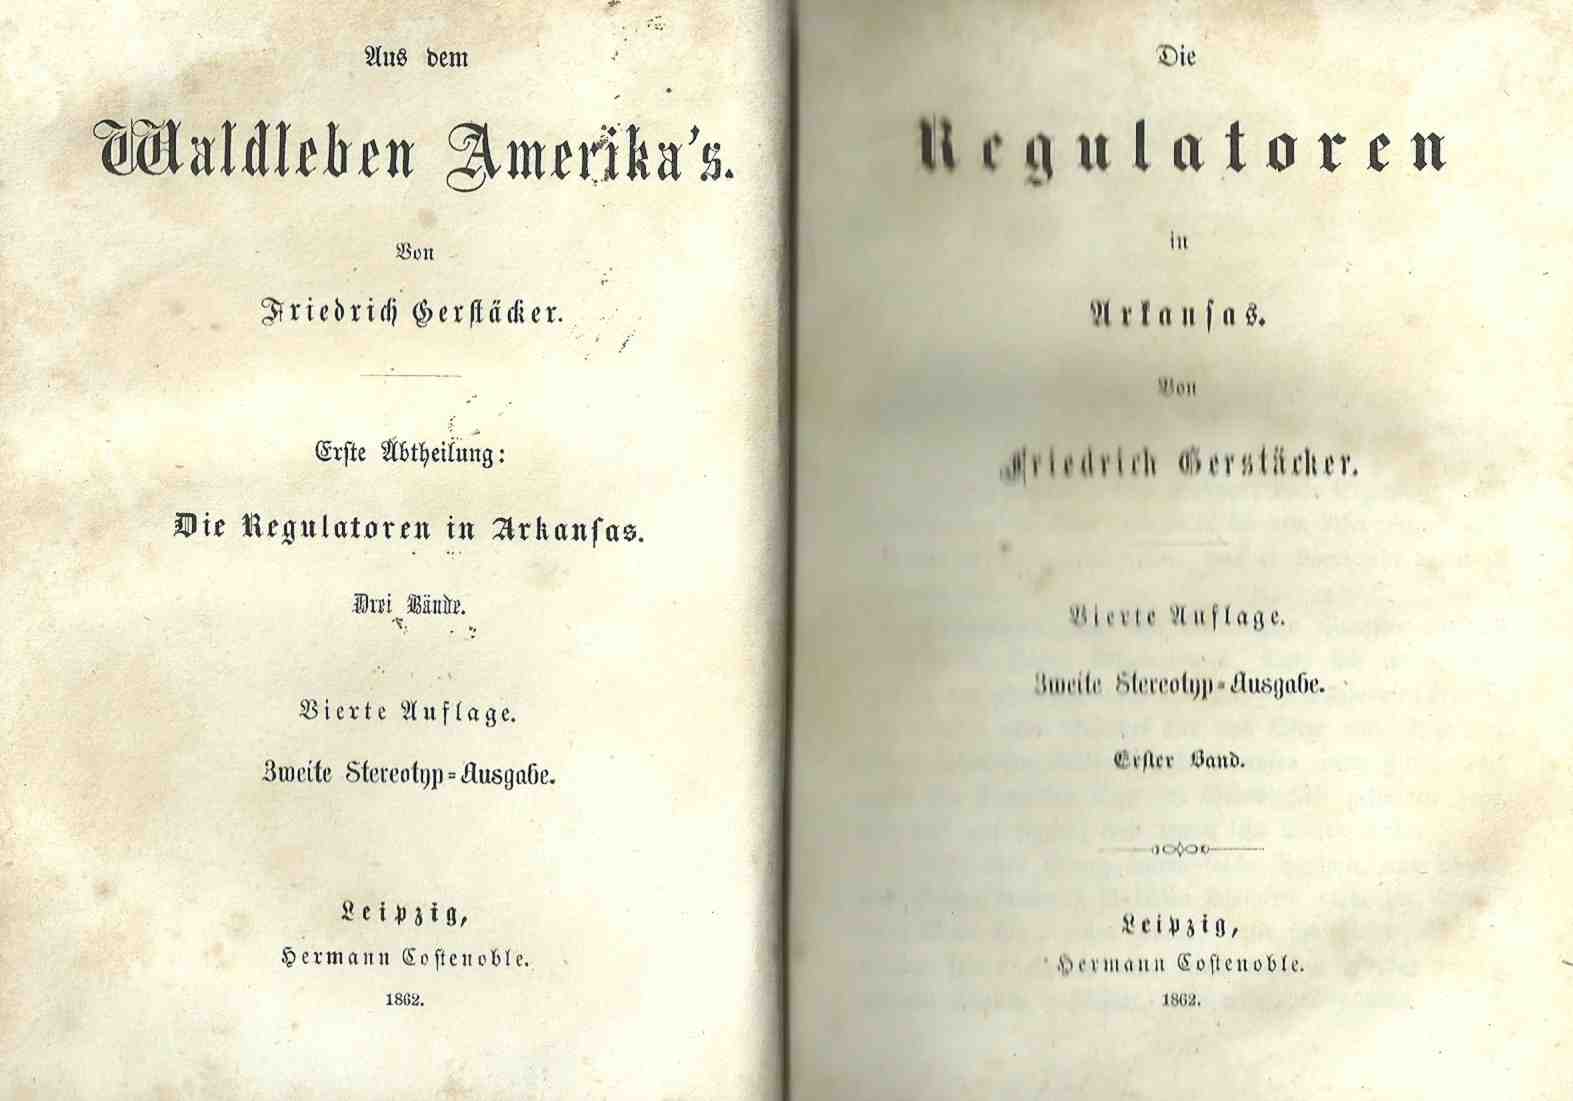 Aus dem
Waldleben Amerika's.
Von
Friedrich Gerstäcker.
Erste Abtheilung:
Die Regulatoren in Arkansas.
Drei Bände.
Vierte Auflage.
Zweite Stereotyp=Ausgabe.
Leipzig,
Hermann Costenoble.
1862.
Die
Regulatoren
in
Arkansas.
Von
Friedrich Gerstäcker.
Vierte Auflage.
Zweite Stereotyp=Ausgabe.
Erster Band.
Leipzig,
Hermann Costenoble.
1862.